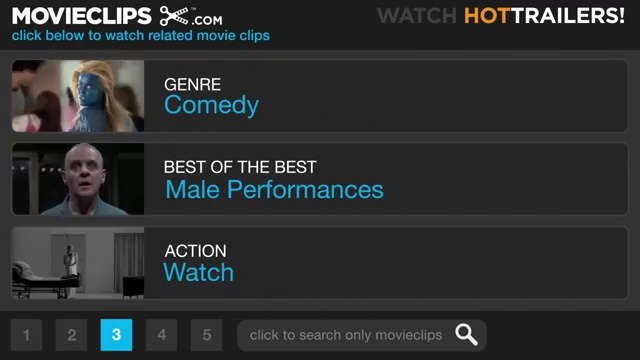 MOVIECLIPS .COM™
click below to watch related movie clips
WATCH HOTTRAILERS!
GENRE
Comedy
BEST OF THE BEST
Male Performances
ACTION
Watch
1 2 3 4 5
click to search only movieclips